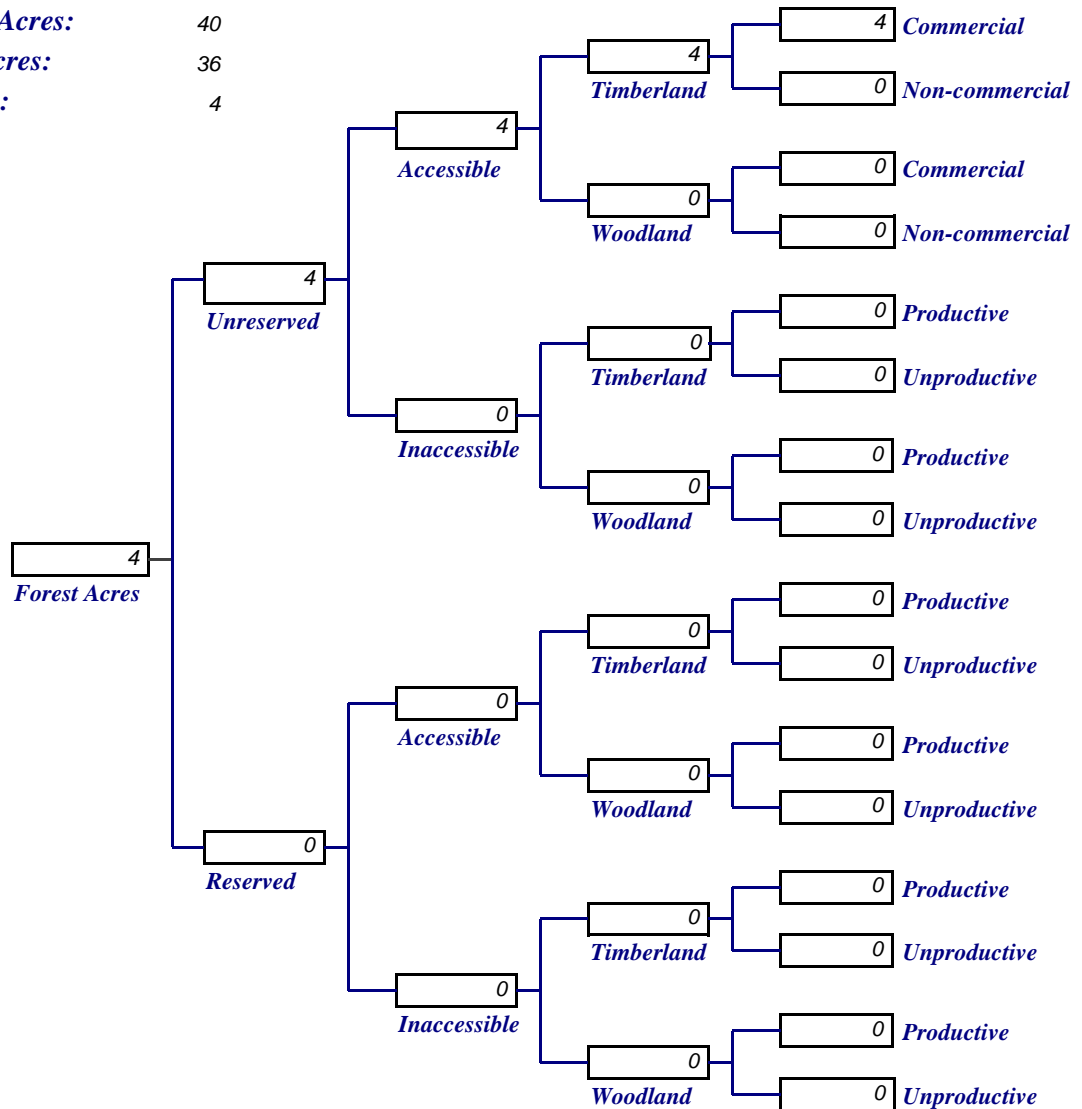 Acres: 40
cres: 36
: 4
4 Commercial
4
Timberland
0 Non-commercial
4
Accessible
0 Commercial
0
Woodland
0 Non-commercial
4
Unreserved
0 Productive
0
Timberland
0 Unproductive
0
Inaccessible
0 Productive
0
Woodland
0 Unproductive
4
Forest Acres
0 Productive
0
Timberland
0 Unproductive
0
Accessible
0 Productive
0
Woodland
0 Unproductive
0
Reserved
0 Productive
0
Timberland
0 Unproductive
0
Inaccessible
0 Productive
0
Woodland
0 Unproductive